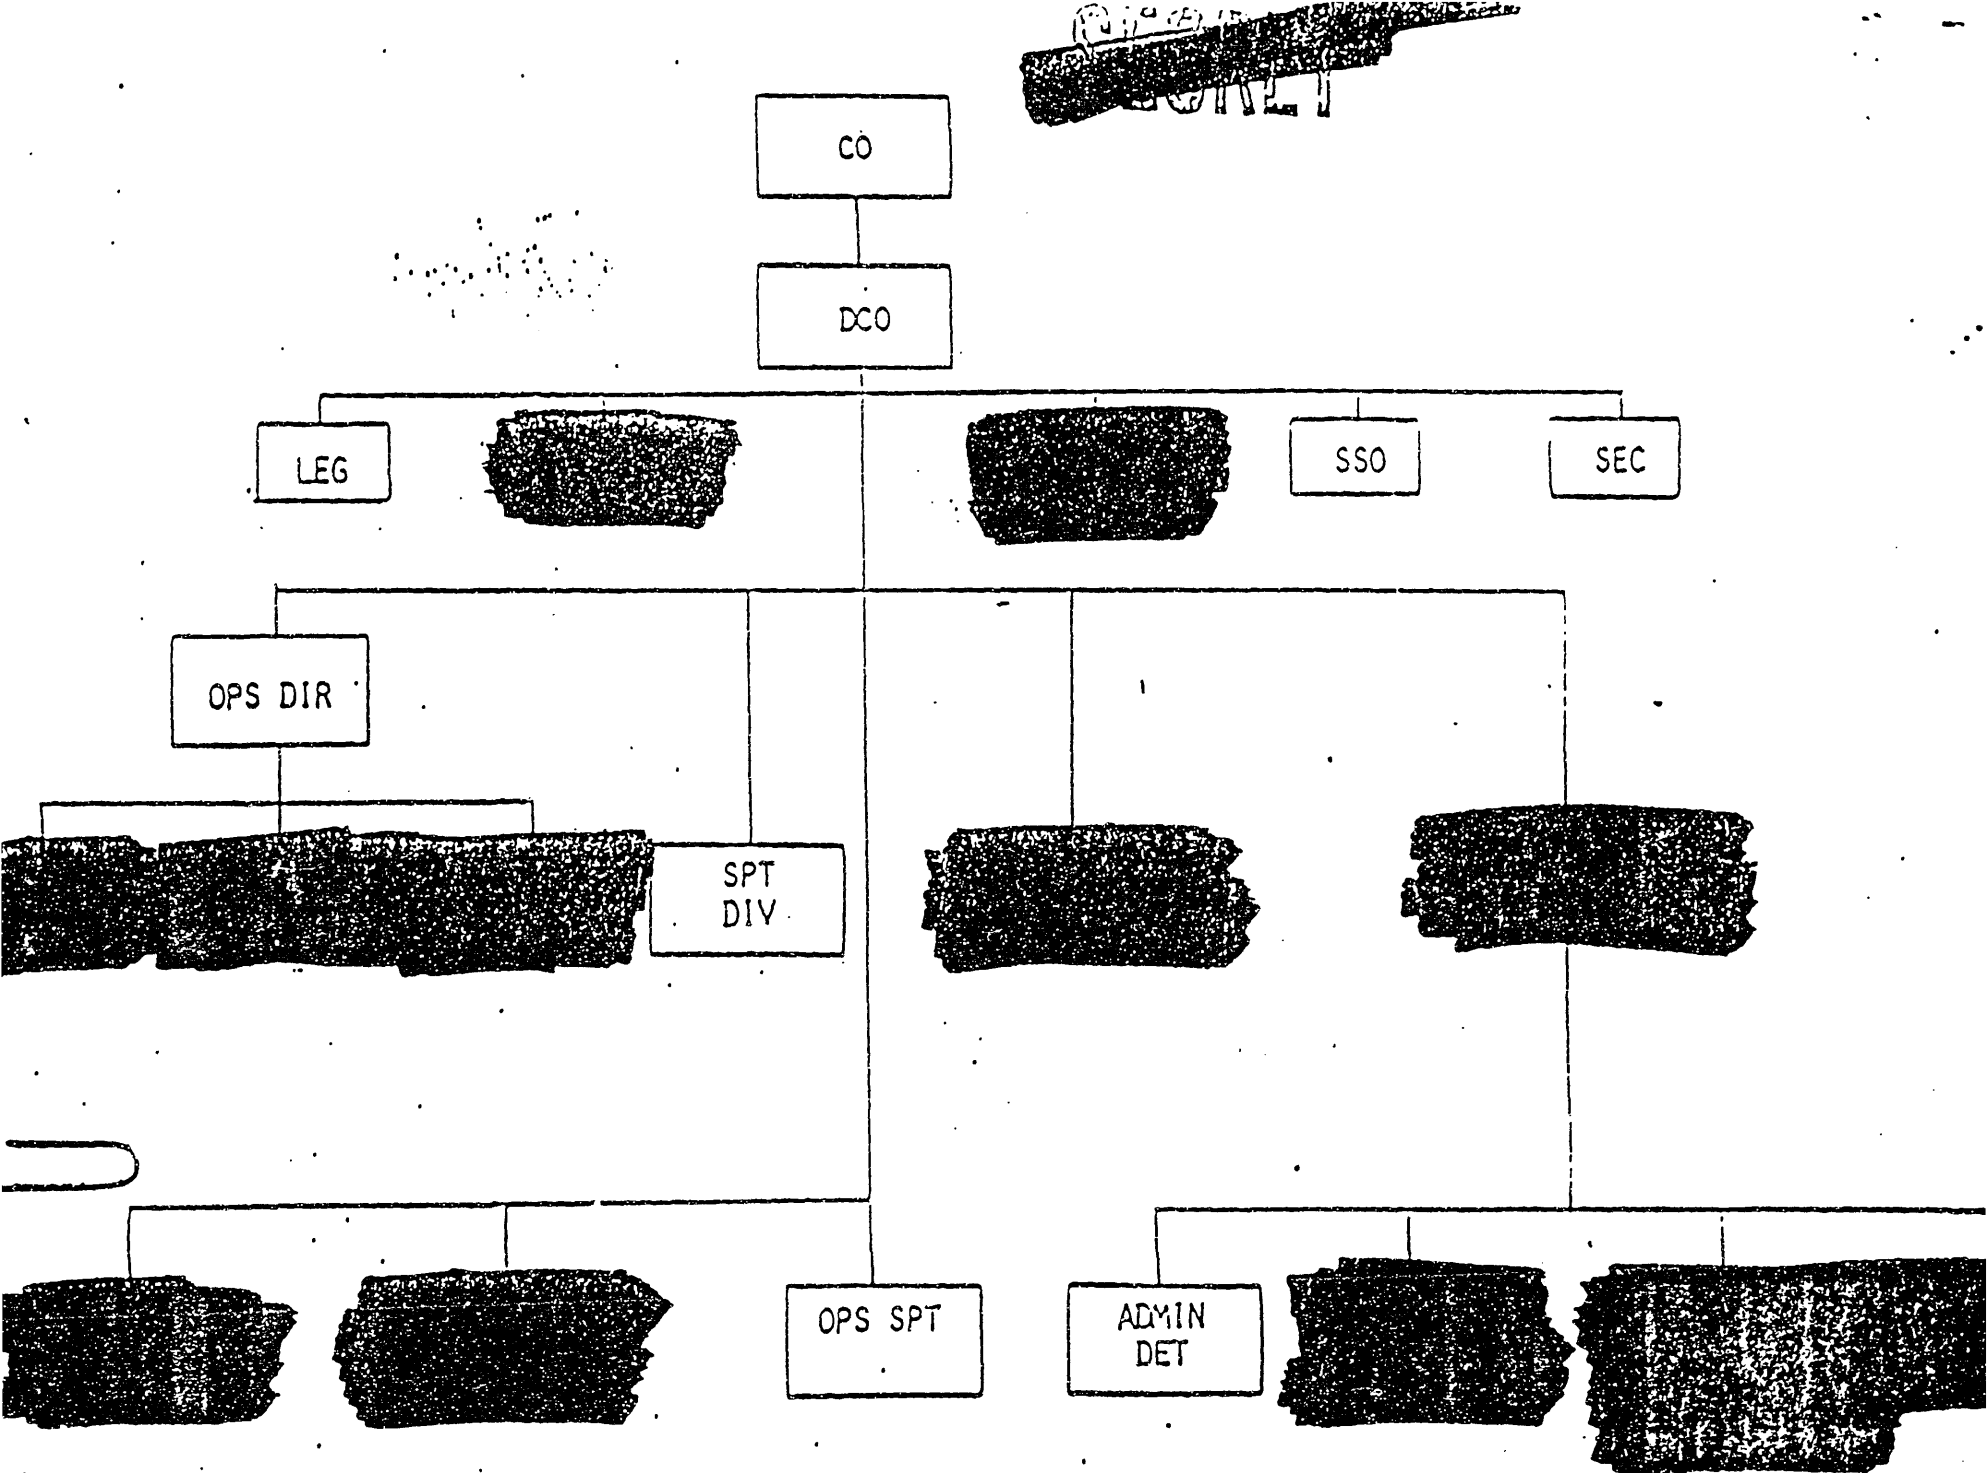 CO
DCO
LEG
SSO
SEC
OPS DIR
SPT
DIV
OPS SPT
ADMIN
DET